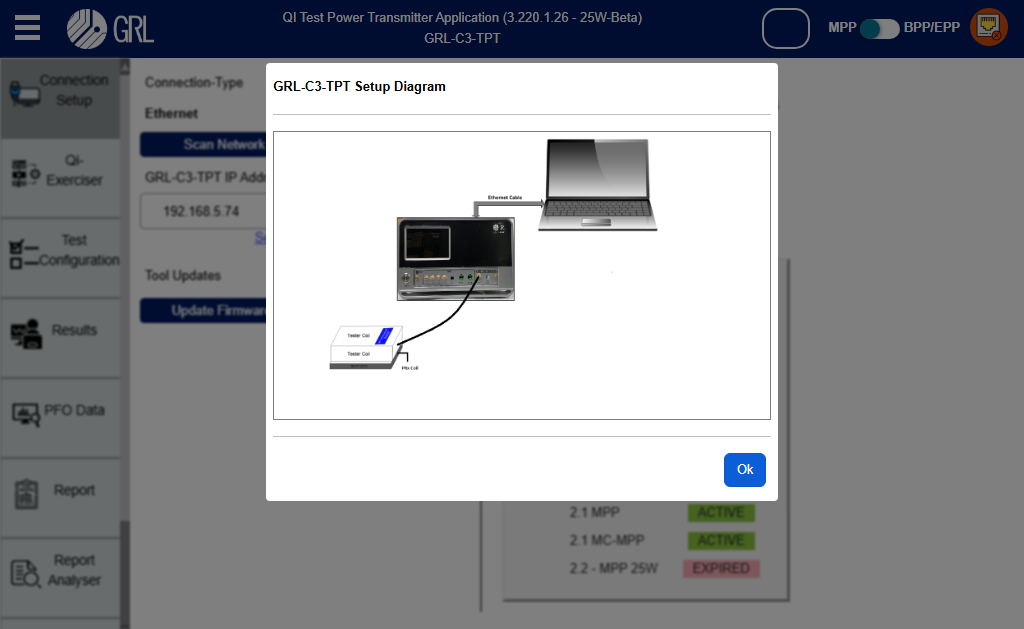 GRL
QI Test Power Transmitter Application (3.220.1.26 - 25W-Beta)
GRL-C3-TPT
MPP
BPP/EPP
Connection
Setup
Qi-
Exerciser
Test
Configuration
Results
PFO Data
Report
Report
Analyser
Connection-Type
Ethernet
Scan Network
GRL-C3-TPT IP Addr
192.168.5.74
Tool Updates
Update Firmwar
GRL-C3-TPT Setup Diagram
Ethernet Cable
Tester Coil
Tester Coil
Ok
2.1 MPP
ACTIVE
2.1 MC-MPP
ACTIVE
2.2 - MPP 25W
EXPIRED